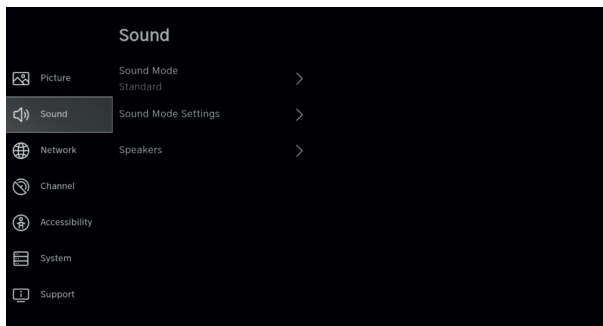 Sound
Picture
Sound
Network
Channel
Accessibility
System
Support
Sound Mode
Standard
Sound Mode Settings
Speakers